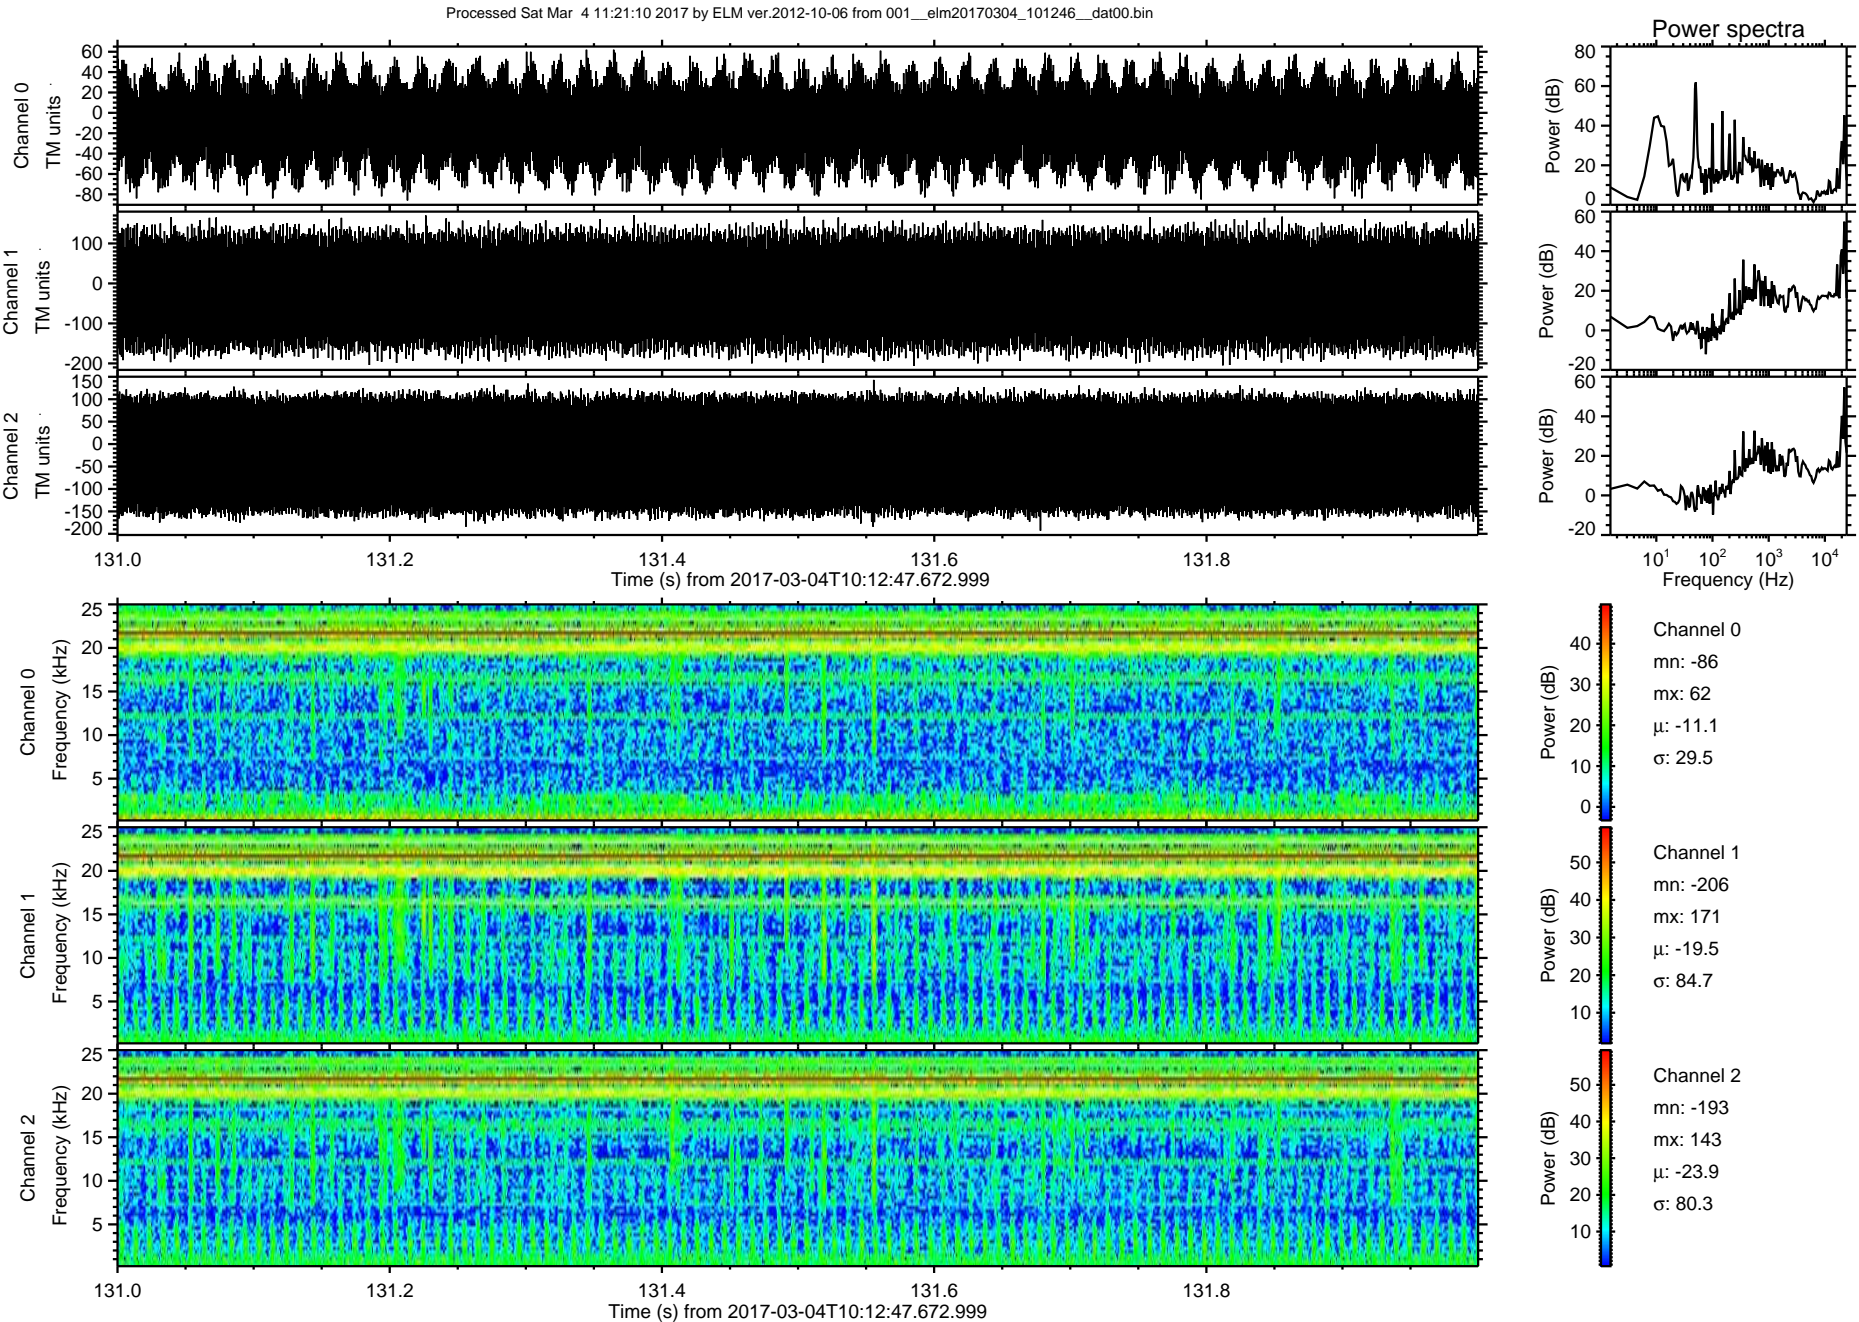 Processed Sat Mar  4 11:21:10 2017 by ELM ver.2012-10-06 from 001__elm20170304_101246__dat00.bin
Power spectra
Channel 0
TM units
60
40
20
0
-20
-40
-60
-80
Power (dB)
80
60
40
20
0
Channel 1
TM units
100
0
-100
-200
Power (dB)
60
40
20
0
-20
Channel 2
TM units
150
100
50
0
-50
-100
-150
-200
Power (dB)
60
40
20
0
-20
131.0 131.2 131.4 131.6 131.8
Time (s) from 2017-03-04T10:12:47.672.999
10¹ 10² 10³ 10⁴
Frequency (Hz)
Channel 0
Frequency (kHz)
25
20
15
10
5
Power (dB)
40
30
20
10
0
Channel 0
mn: -86
mx: 62
μ: -11.1
σ: 29.5
Channel 1
Frequency (kHz)
25
20
15
10
5
Power (dB)
50
40
30
20
10
Channel 1
mn: -206
mx: 171
μ: -19.5
σ: 84.7
Channel 2
Frequency (kHz)
25
20
15
10
5
Power (dB)
50
40
30
20
10
Channel 2
mn: -193
mx: 143
μ: -23.9
σ: 80.3
131.0 131.2 131.4 131.6 131.8
Time (s) from 2017-03-04T10:12:47.672.999